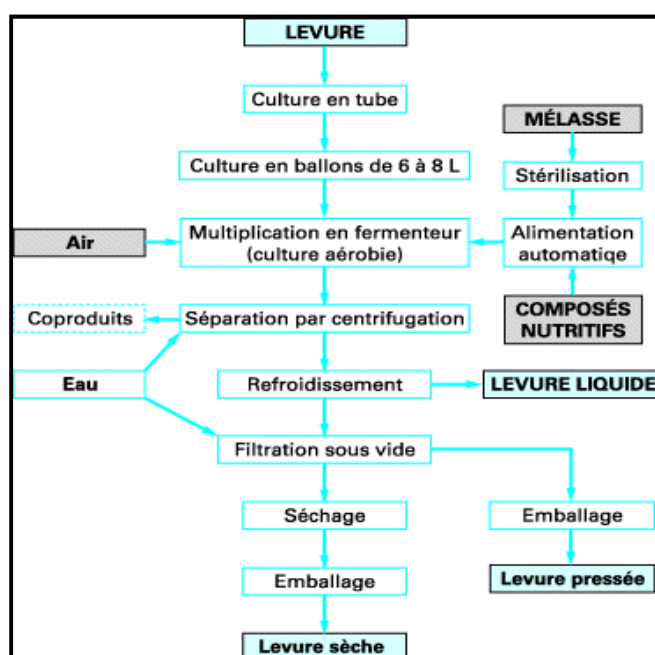 LEVURE
Culture en tube
MÉLASSE
Culture en ballons de 6 à 8 L
Stérilisation
Air
Multiplication en fermenteur
(culture aérobie)
Alimentation
automatiqe
Coproduits
Séparation par centrifugation
COMPOSÉS
NUTRITIFS
Eau
Refroidissement
LEVURE LIQUIDE
Filtration sous vide
Séchage
Emballage
Emballage
Levure pressée
Levure sèche